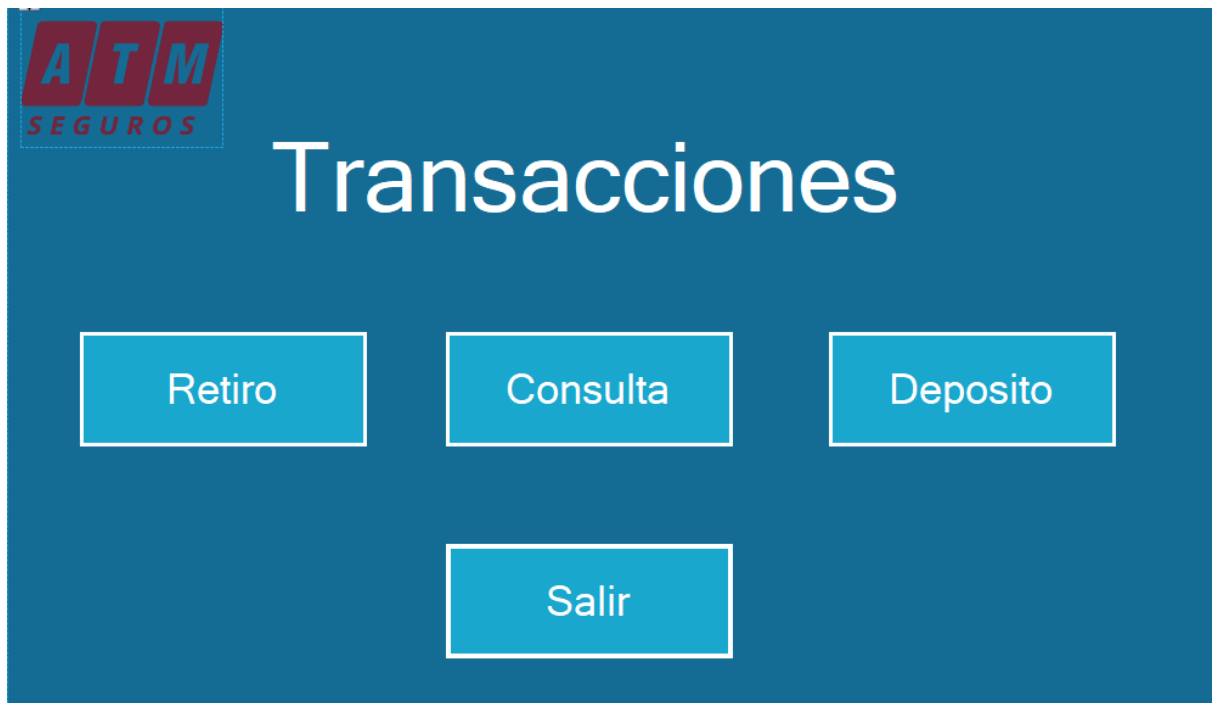 ATM
SEGUROS
Transacciones
Retiro
Consulta
Deposito
Salir